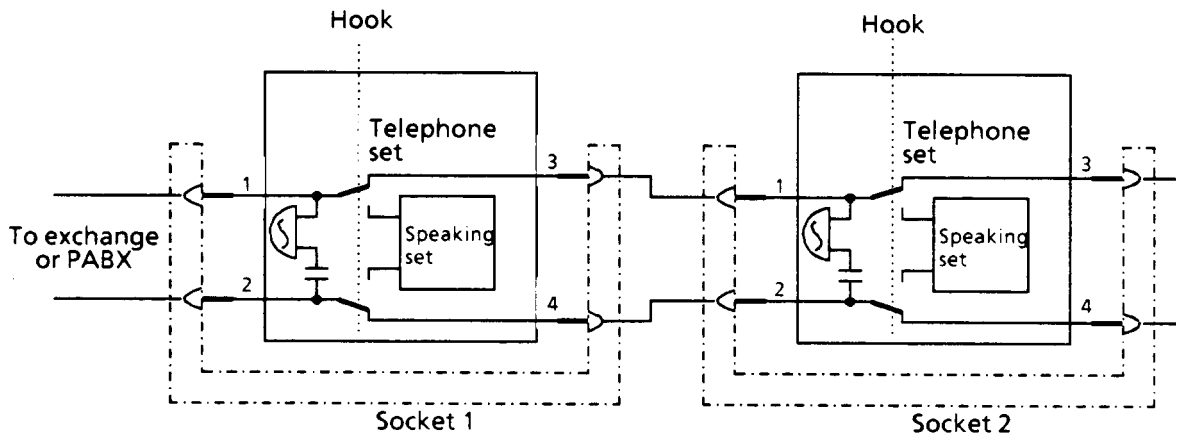 Hook
Hook
Telephone
set
Telephone
set
1
3
1
3
To exchange
or PABX
Speaking
set
Speaking
set
2
4
2
4
Socket 1
Socket 2